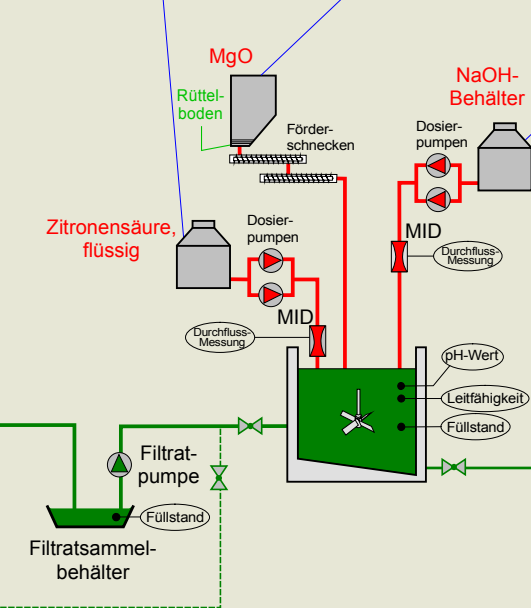 MgO
NaOH-
Behälter
Rüttel-
boden
Förder-
schnecken
Dosier-
pumpen
Zitronensäure,
flüssig
Dosier-
pumpen
MID
Durchfluss-
Messung
MID
Durchfluss-
Messung
pH-Wert
Leitfähigkeit
Füllstand
Filtrat-
pumpe
Füllstand
Filtratsammel-
behälter